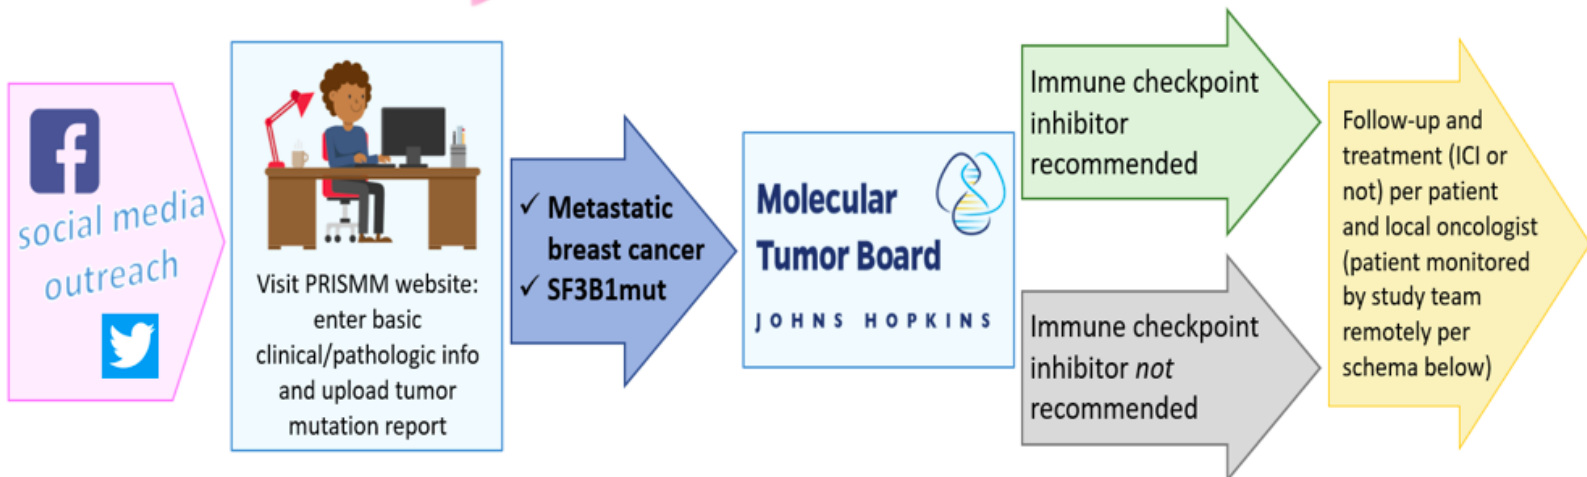 social media
outreach
Visit PRISMM website:
enter basic
clinical/pathologic info
and upload tumor
mutation report
✓ Metastatic
breast cancer
✓ SF3B1mut
Molecular
Tumor Board
JOHNS HOPKINS
Immune checkpoint
inhibitor
recommended
Immune checkpoint
inhibitor not
recommended
Follow-up and
treatment (ICI or
not) per patient
and local oncologist
(patient monitored
by study team
remotely per
schema below)